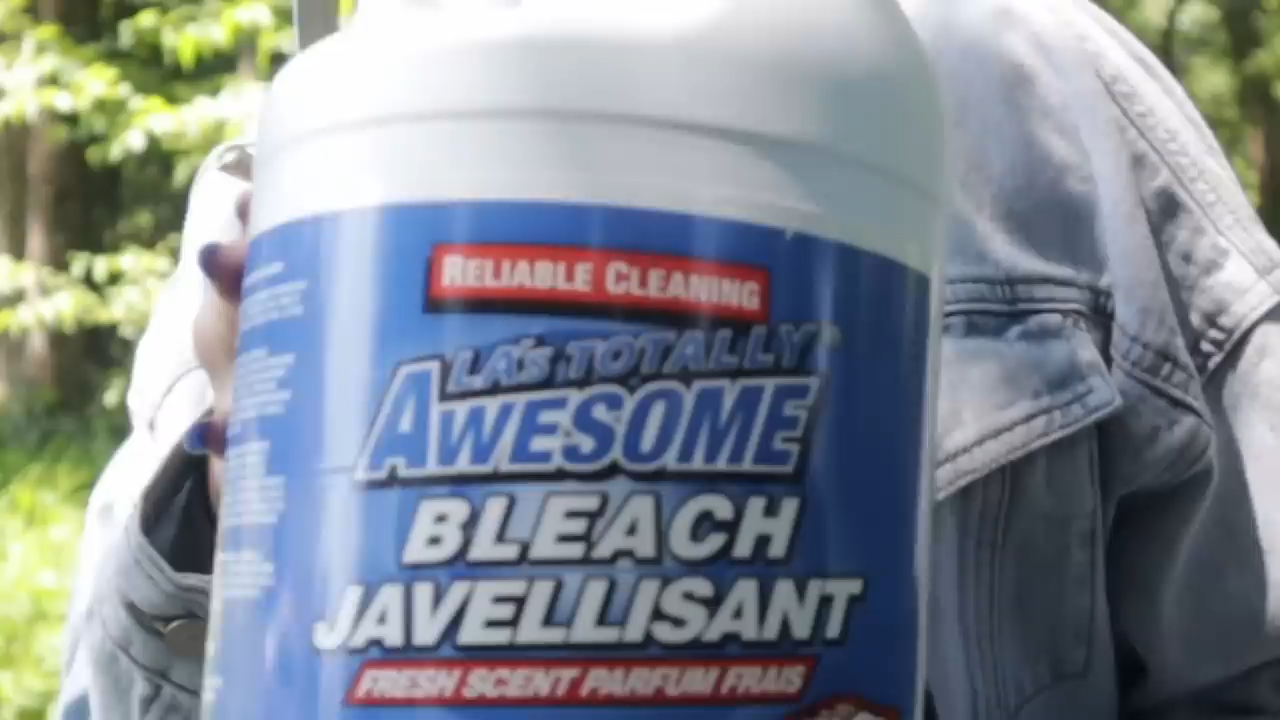 RELIABLE CLEANING
LA's TOTALLY
AWESOME
BLEACH
JAVELLISANT
FRESH SCENT PARFUM FRAIS